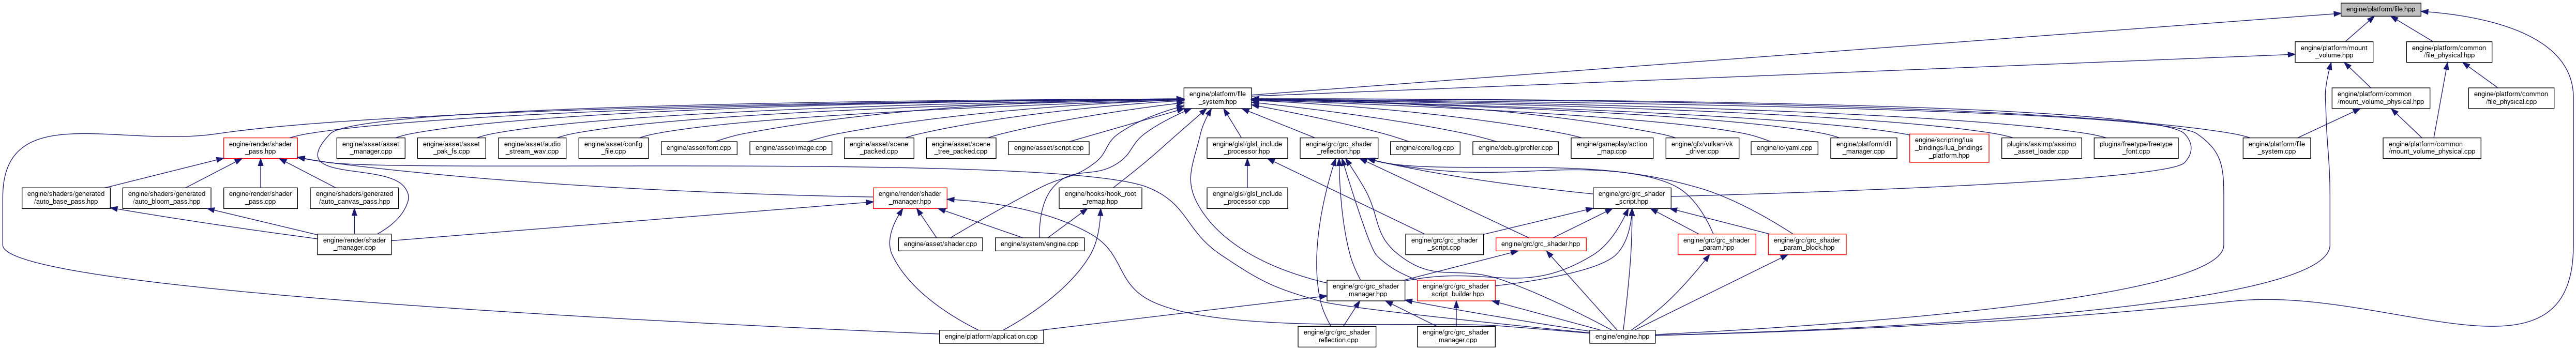 engine/platform/file.hpp
engine/platform/mount
_volume.hpp
engine/platform/common
/file_physical.hpp
engine/platform/file
_system.hpp
engine/platform/common
/mount_volume_physical.hpp
engine/platform/common
/file_physical.cpp
engine/render/shader
_pass.hpp
engine/asset/asset
_manager.cpp
engine/asset/asset
_pak_fs.cpp
engine/asset/audio
_stream_wav.cpp
engine/asset/config
_file.cpp
engine/asset/font.cpp
engine/asset/image.cpp
engine/asset/scene
_packed.cpp
engine/asset/scene
_tree_packed.cpp
engine/asset/script.cpp
engine/glsl/glsl_include
_processor.hpp
engine/grc/grc_shader
_reflection.hpp
engine/core/log.cpp
engine/debug/profiler.cpp
engine/gameplay/action
_map.cpp
engine/gfx/vulkan/vk
_driver.cpp
engine/io/yaml.cpp
engine/platform/dll
_manager.cpp
engine/scripting/lua
_bindings/lua_bindings
_platform.hpp
plugins/assimp/assimp
_asset_loader.cpp
plugins/freetype/freetype
_font.cpp
engine/platform/file
_system.cpp
engine/platform/common
/mount_volume_physical.cpp
engine/shaders/generated
/auto_base_pass.hpp
engine/shaders/generated
/auto_bloom_pass.hpp
engine/render/shader
_pass.cpp
engine/shaders/generated
/auto_canvas_pass.hpp
engine/render/shader
_manager.hpp
engine/hooks/hook_root
_remap.hpp
engine/glsl/glsl_include
_processor.cpp
engine/grc/grc_shader
_script.hpp
engine/render/shader
_manager.cpp
engine/asset/shader.cpp
engine/system/engine.cpp
engine/grc/grc_shader
_script.cpp
engine/grc/grc_shader.hpp
engine/grc/grc_shader
_param.hpp
engine/grc/grc_shader
_param_block.hpp
engine/grc/grc_shader
_manager.hpp
engine/grc/grc_shader
_script_builder.hpp
engine/platform/application.cpp
engine/grc/grc_shader
_reflection.cpp
engine/grc/grc_shader
_manager.cpp
engine/engine.hpp